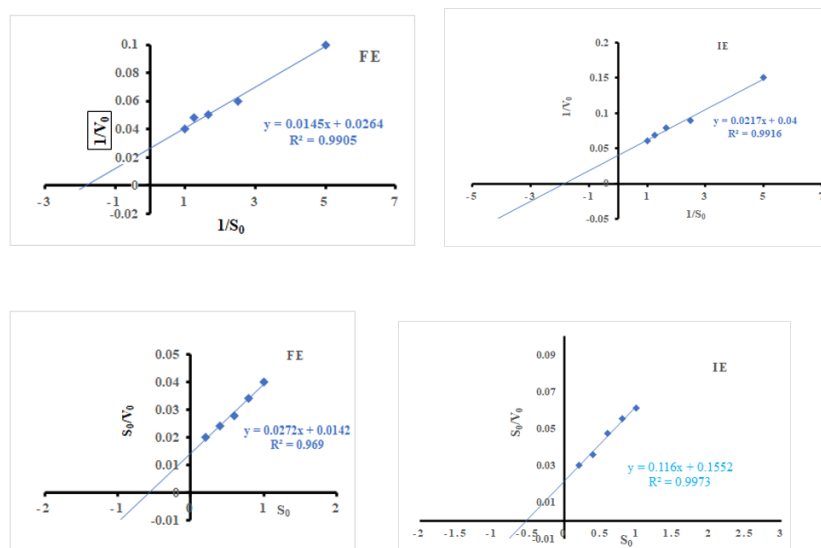 FE
1/V₀
0.1
0.08
0.06
0.04
0.02
0
-0.02
-3
-1
1
3
5
7
y = 0.0145x + 0.0264
R² = 0.9905
1/S₀
IE
1/V₀
0.2
0.15
0.1
0.05
0
-0.05
-5
-3
-1
1
3
5
7
y = 0.0217x + 0.04
R² = 0.9916
1/S₀
FE
S₀/V₀
0.05
0.04
0.03
0.02
0.01
0
-0.01
-2
-1
0
1
2
y = 0.0272x + 0.0142
R² = 0.969
S₀
IE
S₀/V₀
0.09
0.07
0.05
0.03
0.01
-0.01
-2
-1.5
-1
-0.5
0
0.5
1
1.5
2
2.5
3
y = 0.116x + 0.1552
R² = 0.9973
S₀